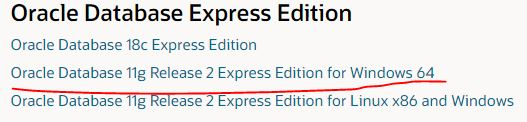 Oracle Database Express Edition
Oracle Database 18c Express Edition
Oracle Database 11g Release 2 Express Edition for Windows 64
Oracle Database 11g Release 2 Express Edition for Linux x86 and Windows